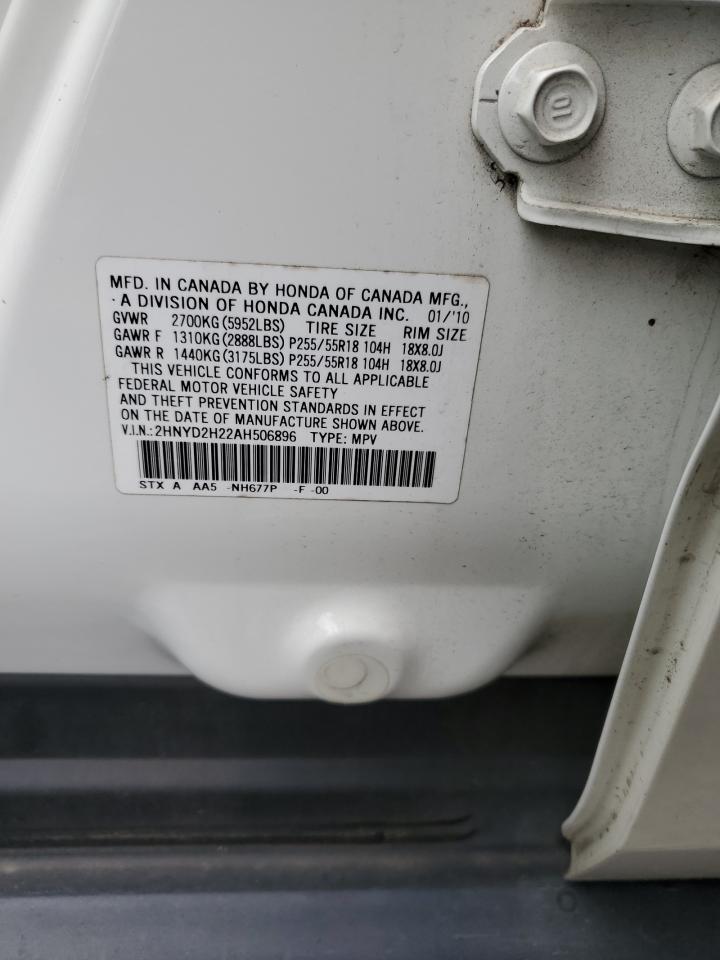 OI
MFD. IN CANADA BY HONDA OF CANADA MFG.,
A DIVISION OF HONDA CANADA INC. 01/'10
GVWR 2700KG(5952LBS) TIRE SIZE RIM SIZE
GAWR F 1310KG(2888LBS) P255/55R18 104H 18X8.0J
GAWR R 1440KG(3175LBS) P255/55R18 104H 18X8.0J
THIS VEHICLE CONFORMS TO ALL APPLICABLE
FEDERAL MOTOR VEHICLE SAFETY
AND THEFT PREVENTION STANDARDS IN EFFECT
ON THE DATE OF MANUFACTURE SHOWN ABOVE.
V.I.N.:2HNYD2H22AH506896 TYPE: MPV
STX A AA5 -NH677P -F -00